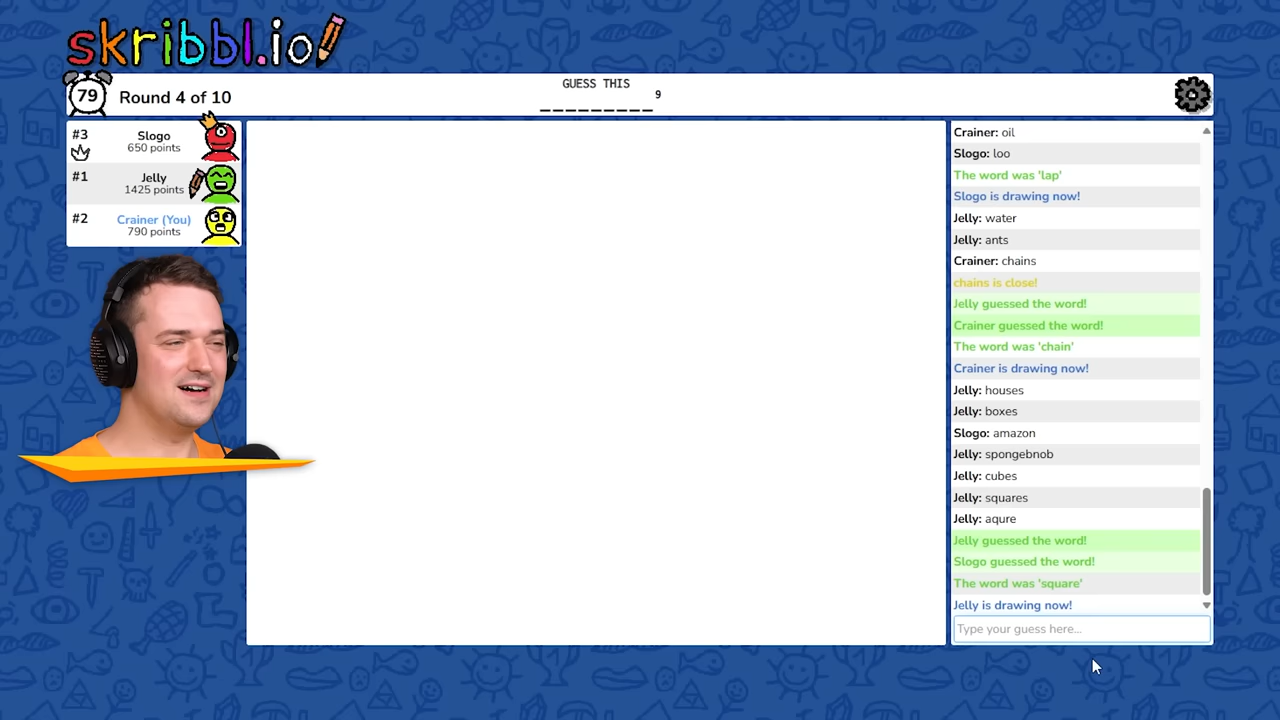 skribbl.io
79
Round 4 of 10
GUESS THIS
_________ 9
#3
Slogo
650 points
#1
Jelly
1425 points
#2
Crainer (You)
790 points
Crainer: oil
Slogo: loo
The word was 'lap'
Slogo is drawing now!
Jelly: water
Jelly: ants
Crainer: chains
chains is close!
Jelly guessed the word!
Crainer guessed the word!
The word was 'chain'
Crainer is drawing now!
Jelly: houses
Jelly: boxes
Slogo: amazon
Jelly: spongebnob
Jelly: cubes
Jelly: squares
Jelly: aqure
Jelly guessed the word!
Slogo guessed the word!
The word was 'square'
Jelly is drawing now!
Type your guess here...